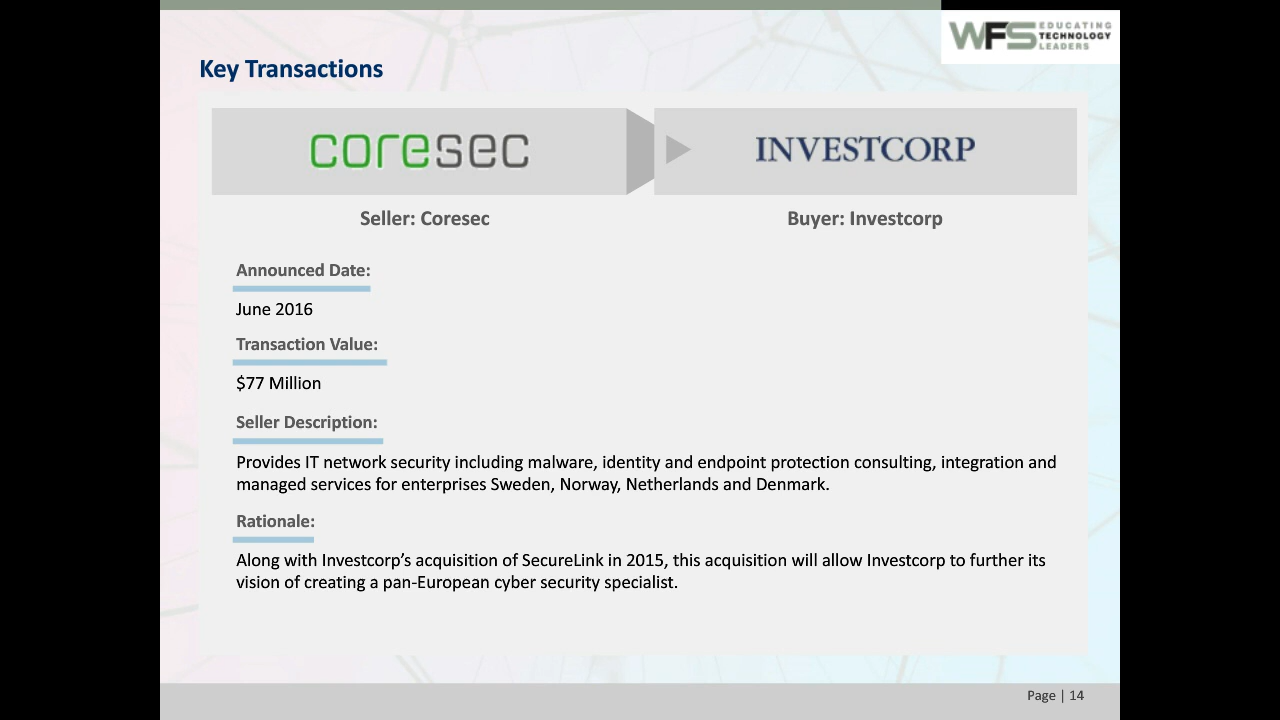 WFS EDUCATING
TECHNOLOGY
LEADERS
Key Transactions
coresec
INVESTCORP
Seller: Coresec
Buyer: Investcorp
Announced Date:
June 2016
Transaction Value:
$77 Million
Seller Description:
Provides IT network security including malware, identity and endpoint protection consulting, integration and
managed services for enterprises Sweden, Norway, Netherlands and Denmark.
Rationale:
Along with Investcorp’s acquisition of SecureLink in 2015, this acquisition will allow Investcorp to further its
vision of creating a pan-European cyber security specialist.
Page | 14